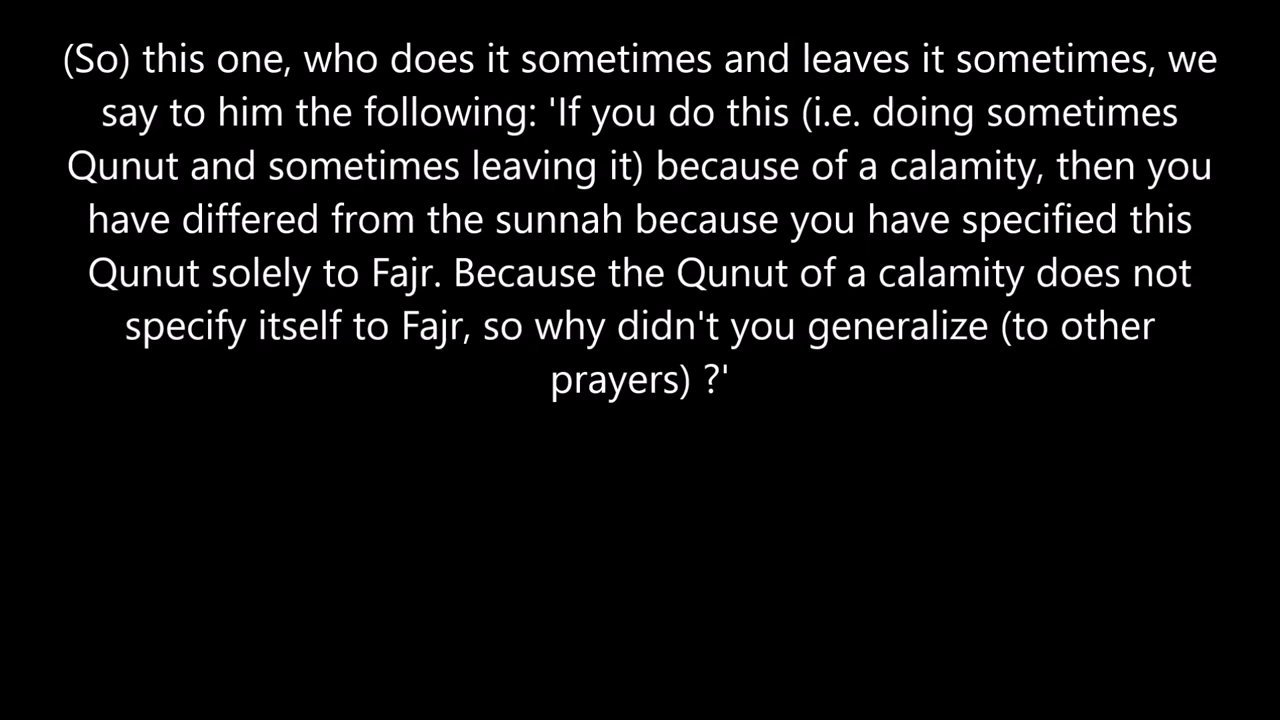 (So) this one, who does it sometimes and leaves it sometimes, we
say to him the following: 'If you do this (i.e. doing sometimes
Qunut and sometimes leaving it) because of a calamity, then you
have differed from the sunnah because you have specified this
Qunut solely to Fajr. Because the Qunut of a calamity does not
specify itself to Fajr, so why didn't you generalize (to other
prayers) ?'